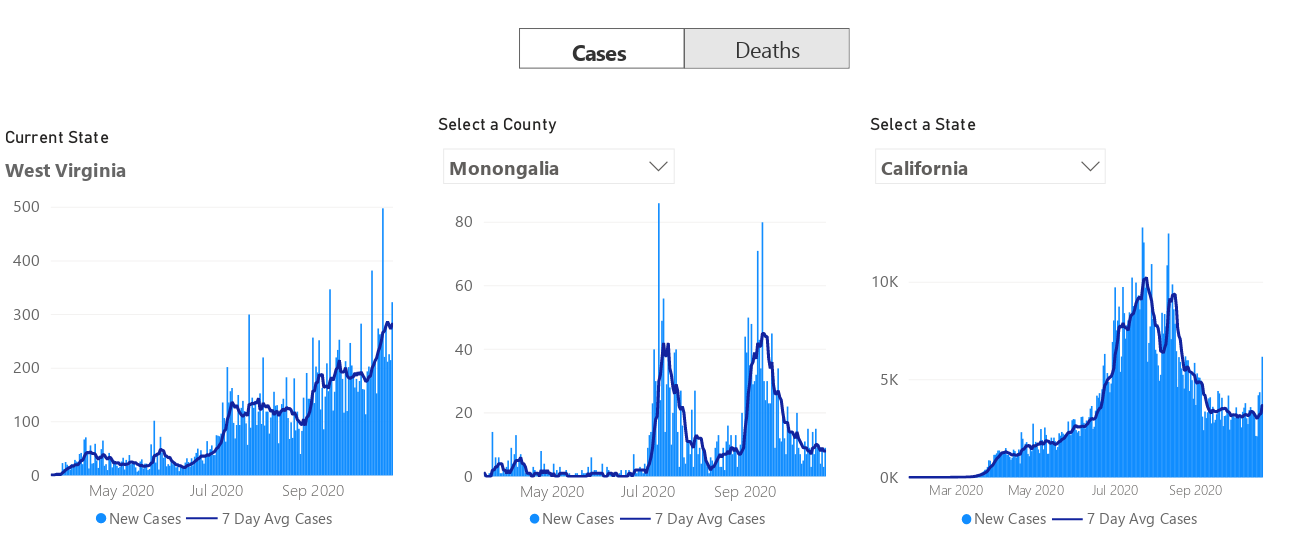 Cases Deaths
Current State
West Virginia
500
400
300
200
100
0
May 2020 Jul 2020 Sep 2020
New Cases 7 Day Avg Cases
Select a County
Monongalia
80
60
40
20
0
May 2020 Jul 2020 Sep 2020
New Cases 7 Day Avg Cases
Select a State
California
10K
5K
0K
Mar 2020 May 2020 Jul 2020 Sep 2020
New Cases 7 Day Avg Cases